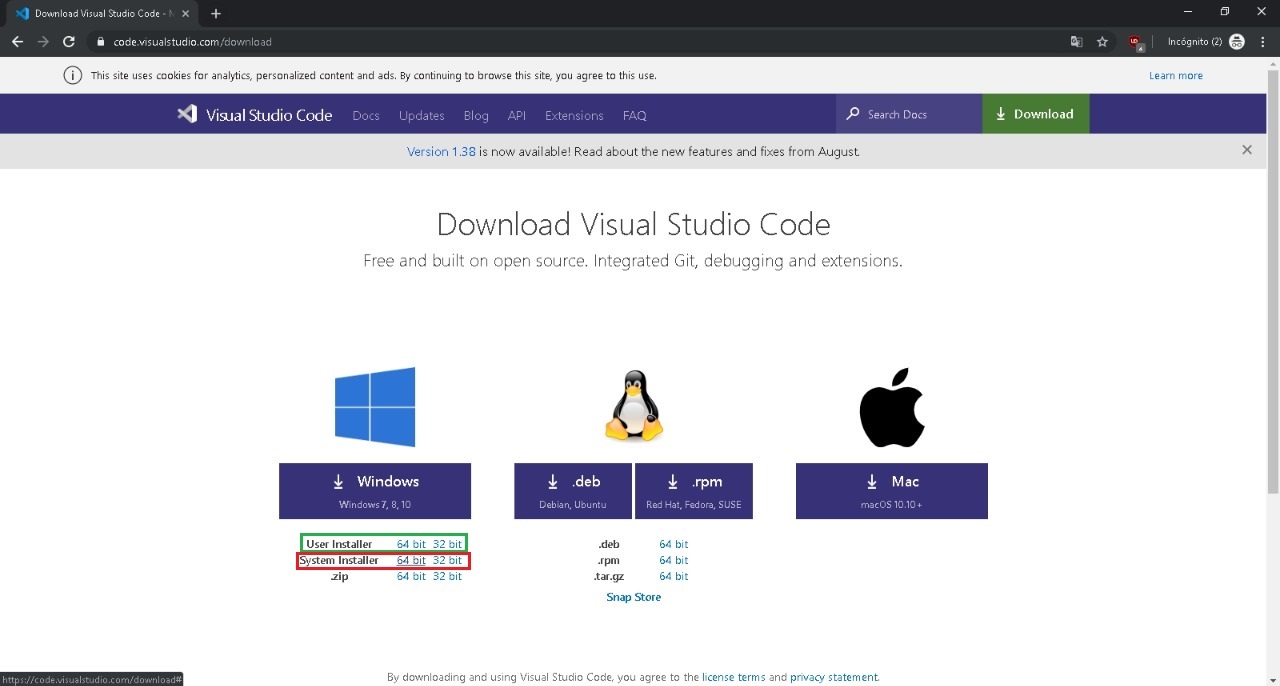 Download Visual Studio Code -
code.visualstudio.com/download
Incógnito (2)
This site uses cookies for analytics, personalized content and ads. By continuing to browse this site, you agree to this use.
Learn more
Visual Studio Code Docs Updates Blog API Extensions FAQ Search Docs Download
Version 1.38 is now available! Read about the new features and fixes from August.
Download Visual Studio Code
Free and built on open source. Integrated Git, debugging and extensions.
Windows
Windows 7, 8, 10
User Installer 64 bit 32 bit
System Installer 64 bit 32 bit
.zip 64 bit 32 bit
.deb
Debian, Ubuntu
.rpm
Red Hat, Fedora, SUSE
.deb 64 bit
.rpm 64 bit
.tar.gz 64 bit
Snap Store
Mac
macOS 10.10+
By downloading and using Visual Studio Code, you agree to the license terms and privacy statement.
https://code.visualstudio.com/download#